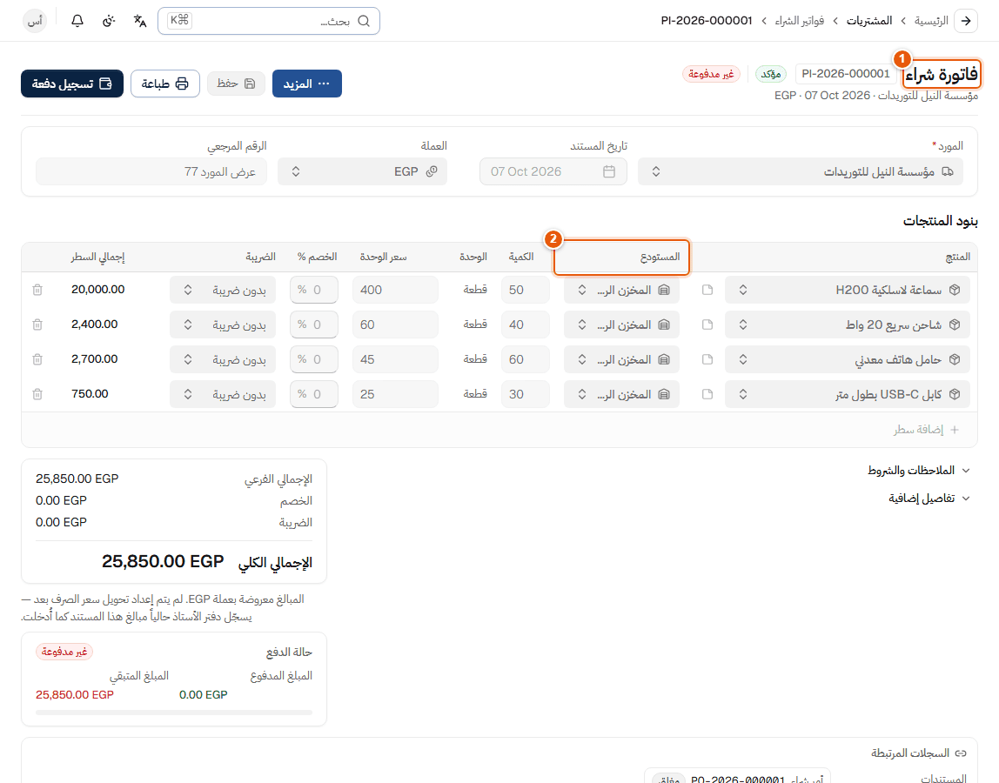 الرئيسية
المشتريات
فواتير الشراء
PI-2026-000001
بحث...
⌘K
أس
1
فاتورة شراء
PI-2026-000001
مؤكد
غير مدفوعة
مؤسسة النيل للتوريدات · EGP · 07 Oct 2026
المزيد
حفظ
طباعة
تسجيل دفعة
المورد *
مؤسسة النيل للتوريدات
تاريخ المستند
07 Oct 2026
العملة
EGP
الرقم المرجعي
عرض المورد 77
بنود المنتجات
2
المنتج المستودع الكمية الوحدة سعر الوحدة الخصم % الضريبة إجمالي السطر
سماعة لاسلكية H200 المخزن الر... 50 قطعة 400 0 % بدون ضريبة 20,000.00
شاحن سريع 20 واط المخزن الر... 40 قطعة 60 0 % بدون ضريبة 2,400.00
حامل هاتف معدني المخزن الر... 60 قطعة 45 0 % بدون ضريبة 2,700.00
كابل USB-C بطول متر المخزن الر... 30 قطعة 25 0 % بدون ضريبة 750.00
إضافة سطر
الملاحظات والشروط
تفاصيل إضافية
الإجمالي الفرعي 25,850.00 EGP
الخصم 0.00 EGP
الضريبة 0.00 EGP
الإجمالي الكلي 25,850.00 EGP
المبالغ معروضة بعملة EGP. لم يتم إعداد تحويل سعر الصرف بعد —
يسجّل دفتر الأستاذ حالياً مبالغ هذا المستند كما أُدخلت.
حالة الدفع غير مدفوعة
المبلغ المدفوع المبلغ المتبقي
0.00 EGP 25,850.00 EGP
السجلات المرتبطة
المستندات
أمر شراء PO-2026-000001 مغلق